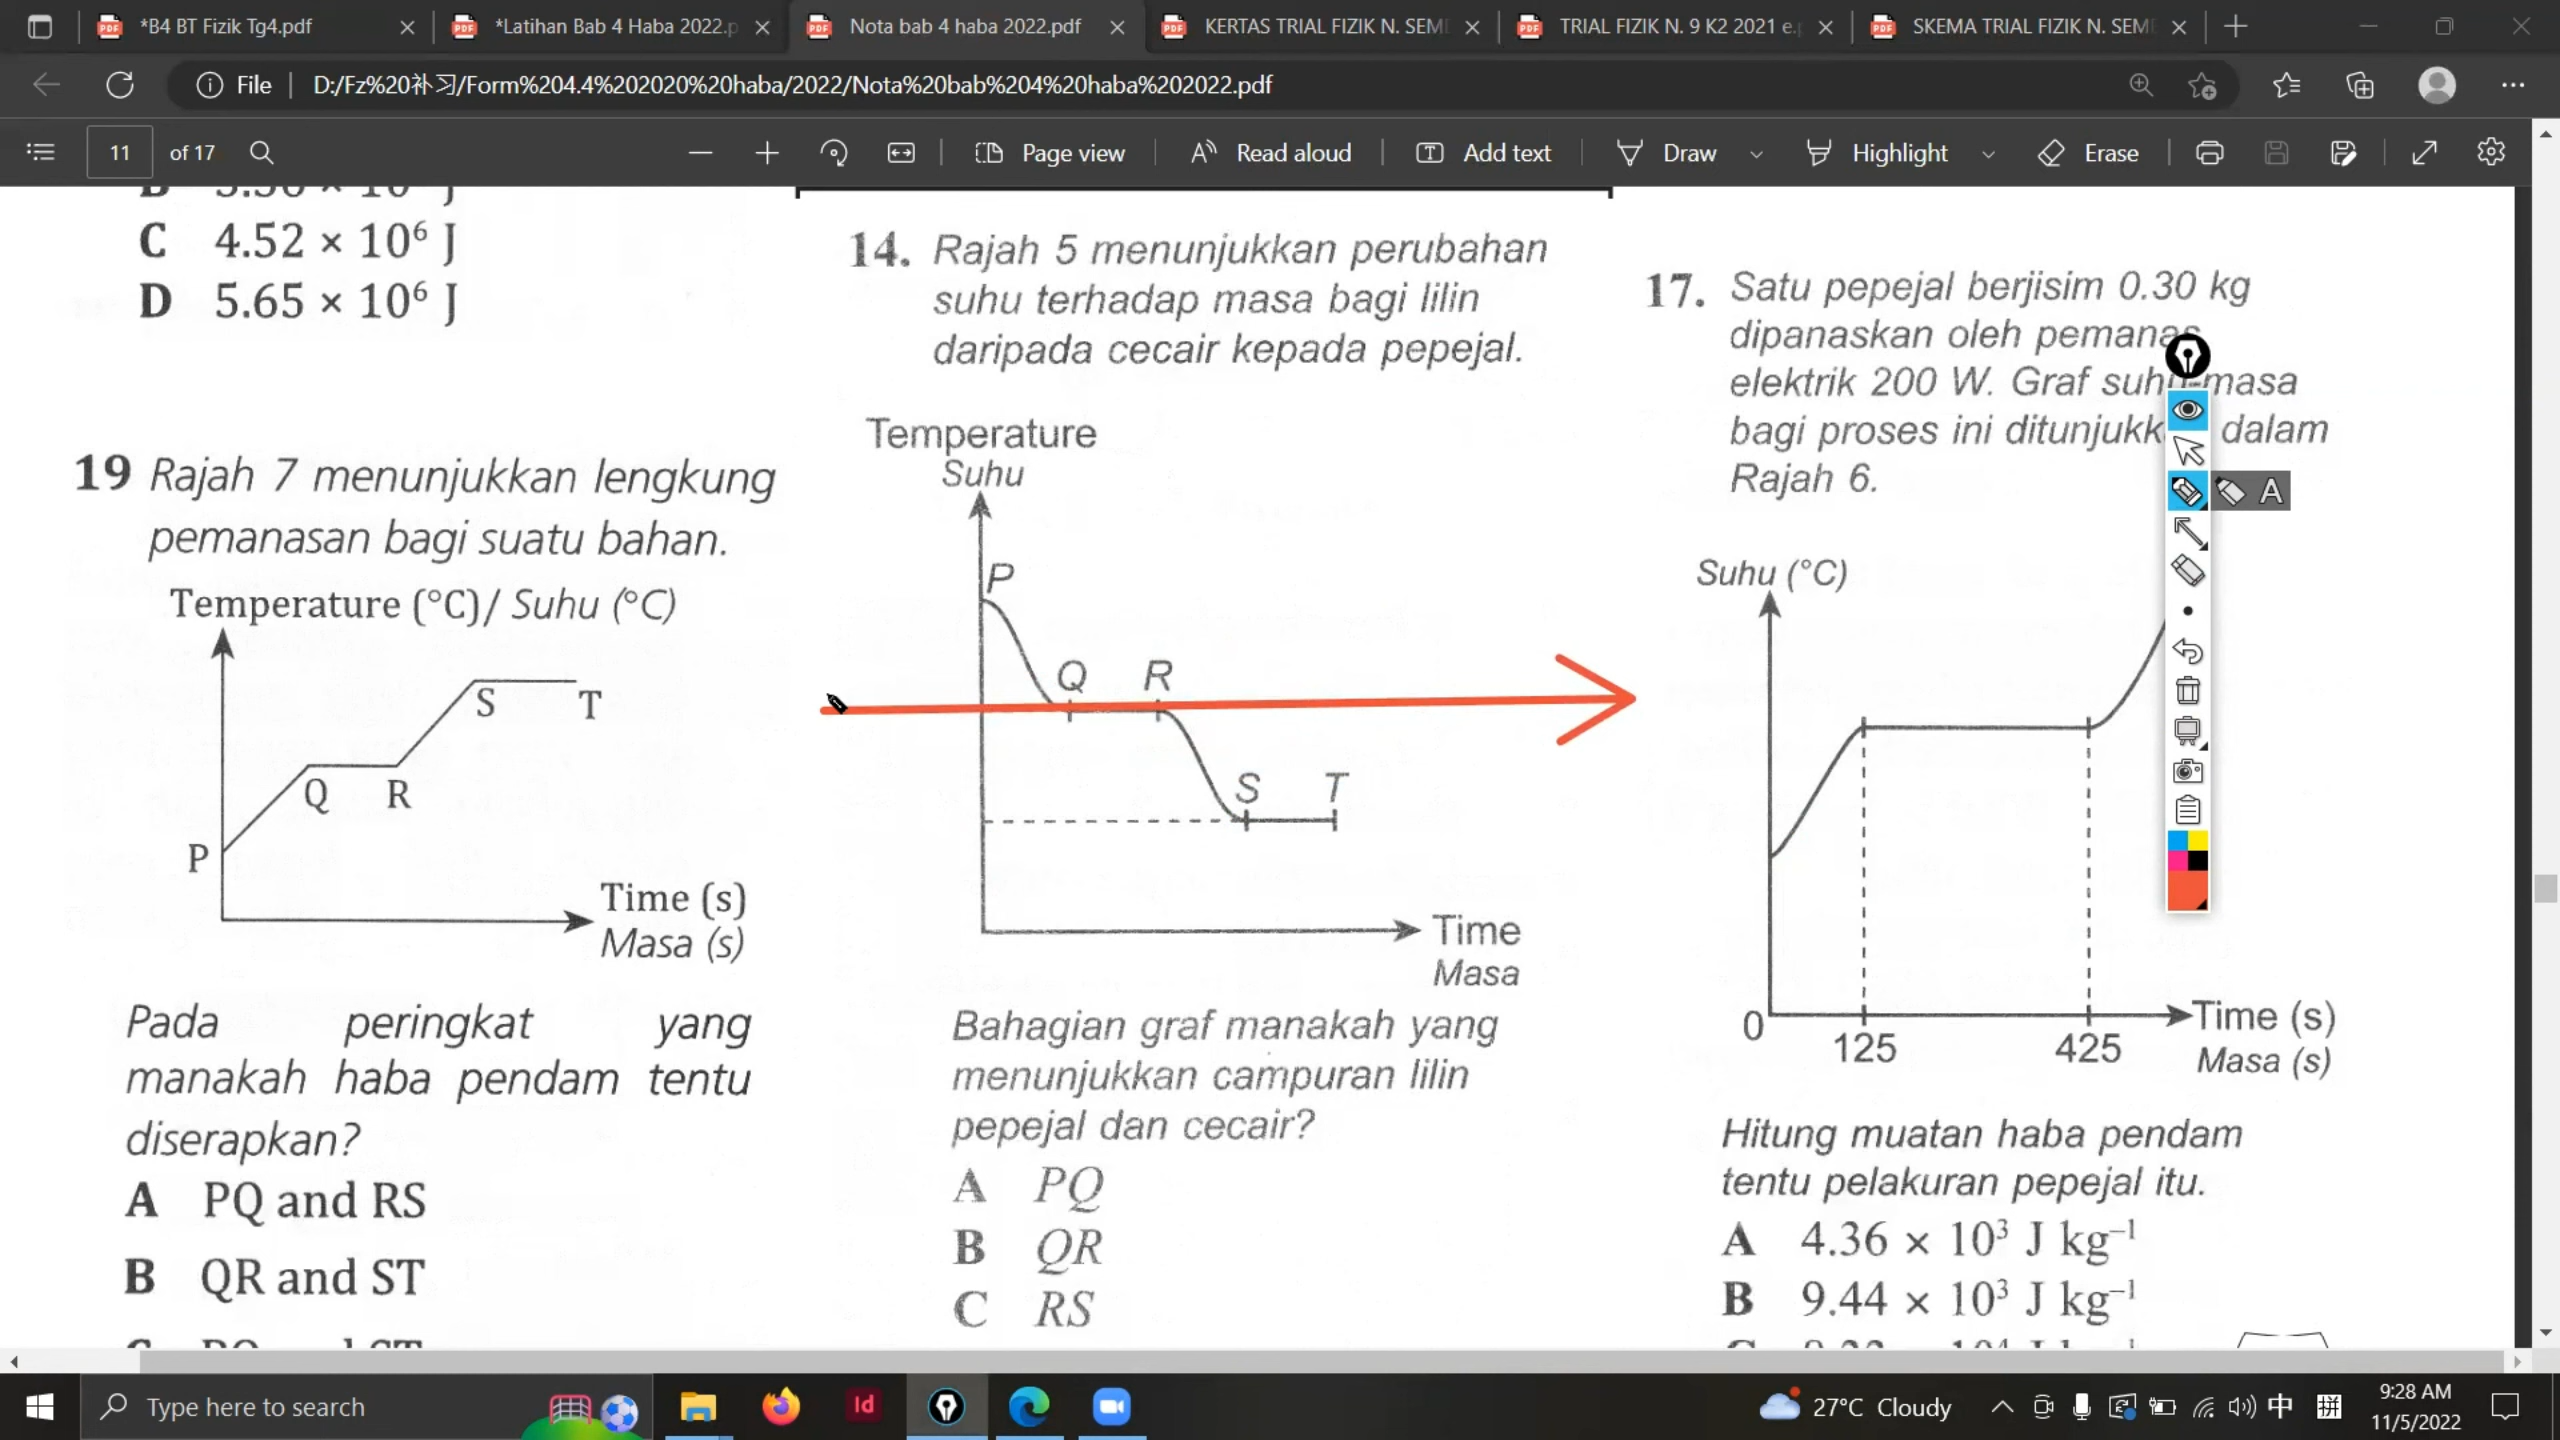 *B4 BT Fizik Tg4.pdf
*Latihan Bab 4 Haba 2022.p
Nota bab 4 haba 2022.pdf
KERTAS TRIAL FIZIK N. SEM
TRIAL FIZIK N. 9 K2 2021 e.
SKEMA TRIAL FIZIK N. SEM
File
D:/Fz%20补习/Form%204.4%202020%20haba/2022/Nota%20bab%204%20haba%202022.pdf
11 of 17
Page view
Read aloud
Add text
Draw
Highlight
Erase
C 4.52 × 10⁶ J
D 5.65 × 10⁶ J
19 Rajah 7 menunjukkan lengkung
pemanasan bagi suatu bahan.
Temperature (°C)/ Suhu (°C)
S
T
Q
R
P
Time (s)
Masa (s)
Pada peringkat yang
manakah haba pendam tentu
diserapkan?
A PQ and RS
B QR and ST
14. Rajah 5 menunjukkan perubahan
suhu terhadap masa bagi lilin
daripada cecair kepada pepejal.
Temperature
Suhu
P
Q
R
S
T
Time
Masa
Bahagian graf manakah yang
menunjukkan campuran lilin
pepejal dan cecair?
A PQ
B QR
C RS
17. Satu pepejal berjisim 0.30 kg
dipanaskan oleh pemanas
elektrik 200 W. Graf suhu-masa
bagi proses ini ditunjukk dalam
Rajah 6.
A
Suhu (°C)
0
125
425
Time (s)
Masa (s)
Hitung muatan haba pendam
tentu pelakuran pepejal itu.
A 4.36 × 10³ J kg⁻¹
B 9.44 × 10³ J kg⁻¹
Type here to search
Id
27°C Cloudy
中
拼
9:28 AM
11/5/2022